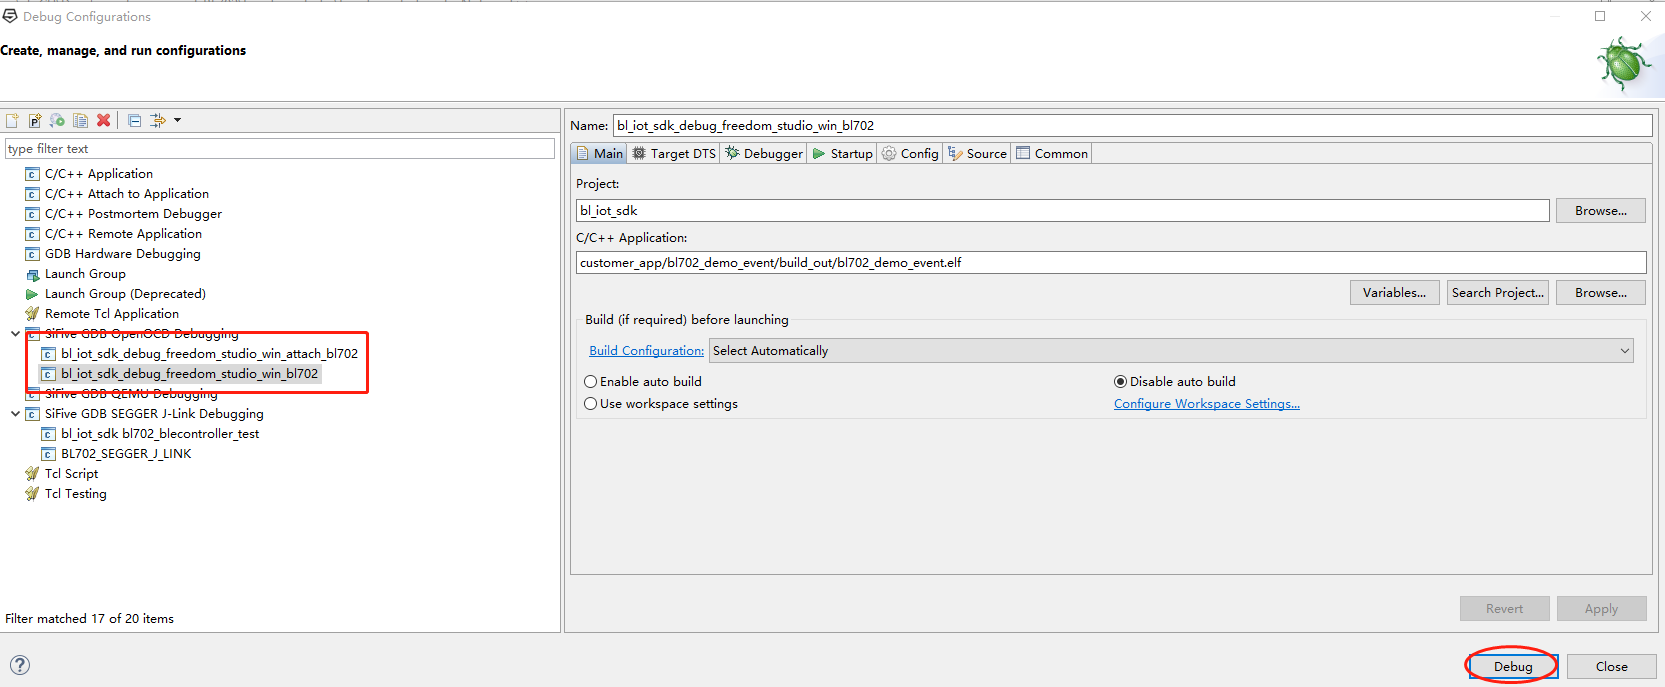 Debug Configurations
Create, manage, and run configurations
type filter text
C/C++ Application
C/C++ Attach to Application
C/C++ Postmortem Debugger
C/C++ Remote Application
GDB Hardware Debugging
Launch Group
Launch Group (Deprecated)
Remote Tcl Application
SiFive GDB OpenOCD Debugging
bl_iot_sdk_debug_freedom_studio_win_attach_bl702
bl_iot_sdk_debug_freedom_studio_win_bl702
SiFive GDB QEMU Debugging
SiFive GDB SEGGER J-Link Debugging
bl_iot_sdk bl702_blecontroller_test
BL702_SEGGER_J_LINK
Tcl Script
Tcl Testing
Filter matched 17 of 20 items
Name: bl_iot_sdk_debug_freedom_studio_win_bl702
Main Target DTS Debugger Startup Config Source Common
Project:
bl_iot_sdk Browse...
C/C++ Application:
customer_app/bl702_demo_event/build_out/bl702_demo_event.elf
Variables... Search Project... Browse...
Build (if required) before launching
Build Configuration: Select Automatically
Enable auto build Disable auto build
Use workspace settings Configure Workspace Settings...
Revert Apply
Debug Close